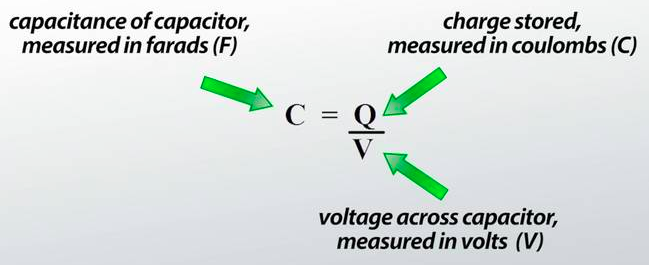 capacitance of capacitor,
measured in farads (F)
charge stored,
measured in coulombs (C)
C = Q
V
voltage across capacitor,
measured in volts (V)